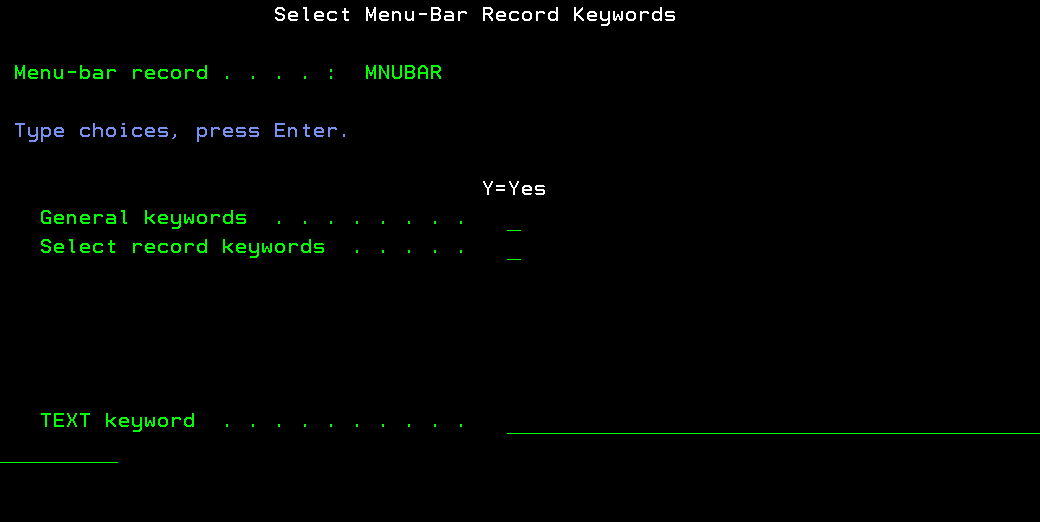 Select Menu-Bar Record Keywords
Menu-bar record . . . . : MNUBAR
Type choices, press Enter.
Y=Yes
General keywords . . . . . . . . _
Select record keywords . . . . . _
TEXT keyword . . . . . . . . . .